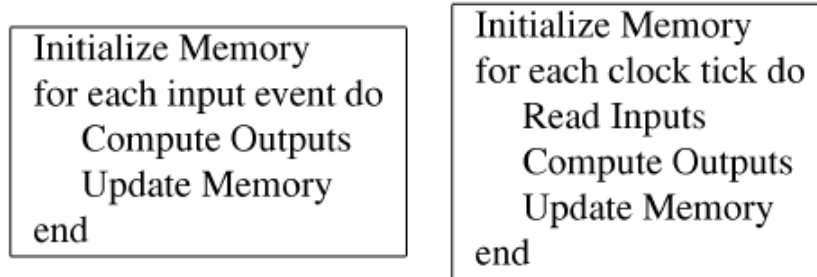 Initialize Memory
for each input event do
Compute Outputs
Update Memory
end
Initialize Memory
for each clock tick do
Read Inputs
Compute Outputs
Update Memory
end